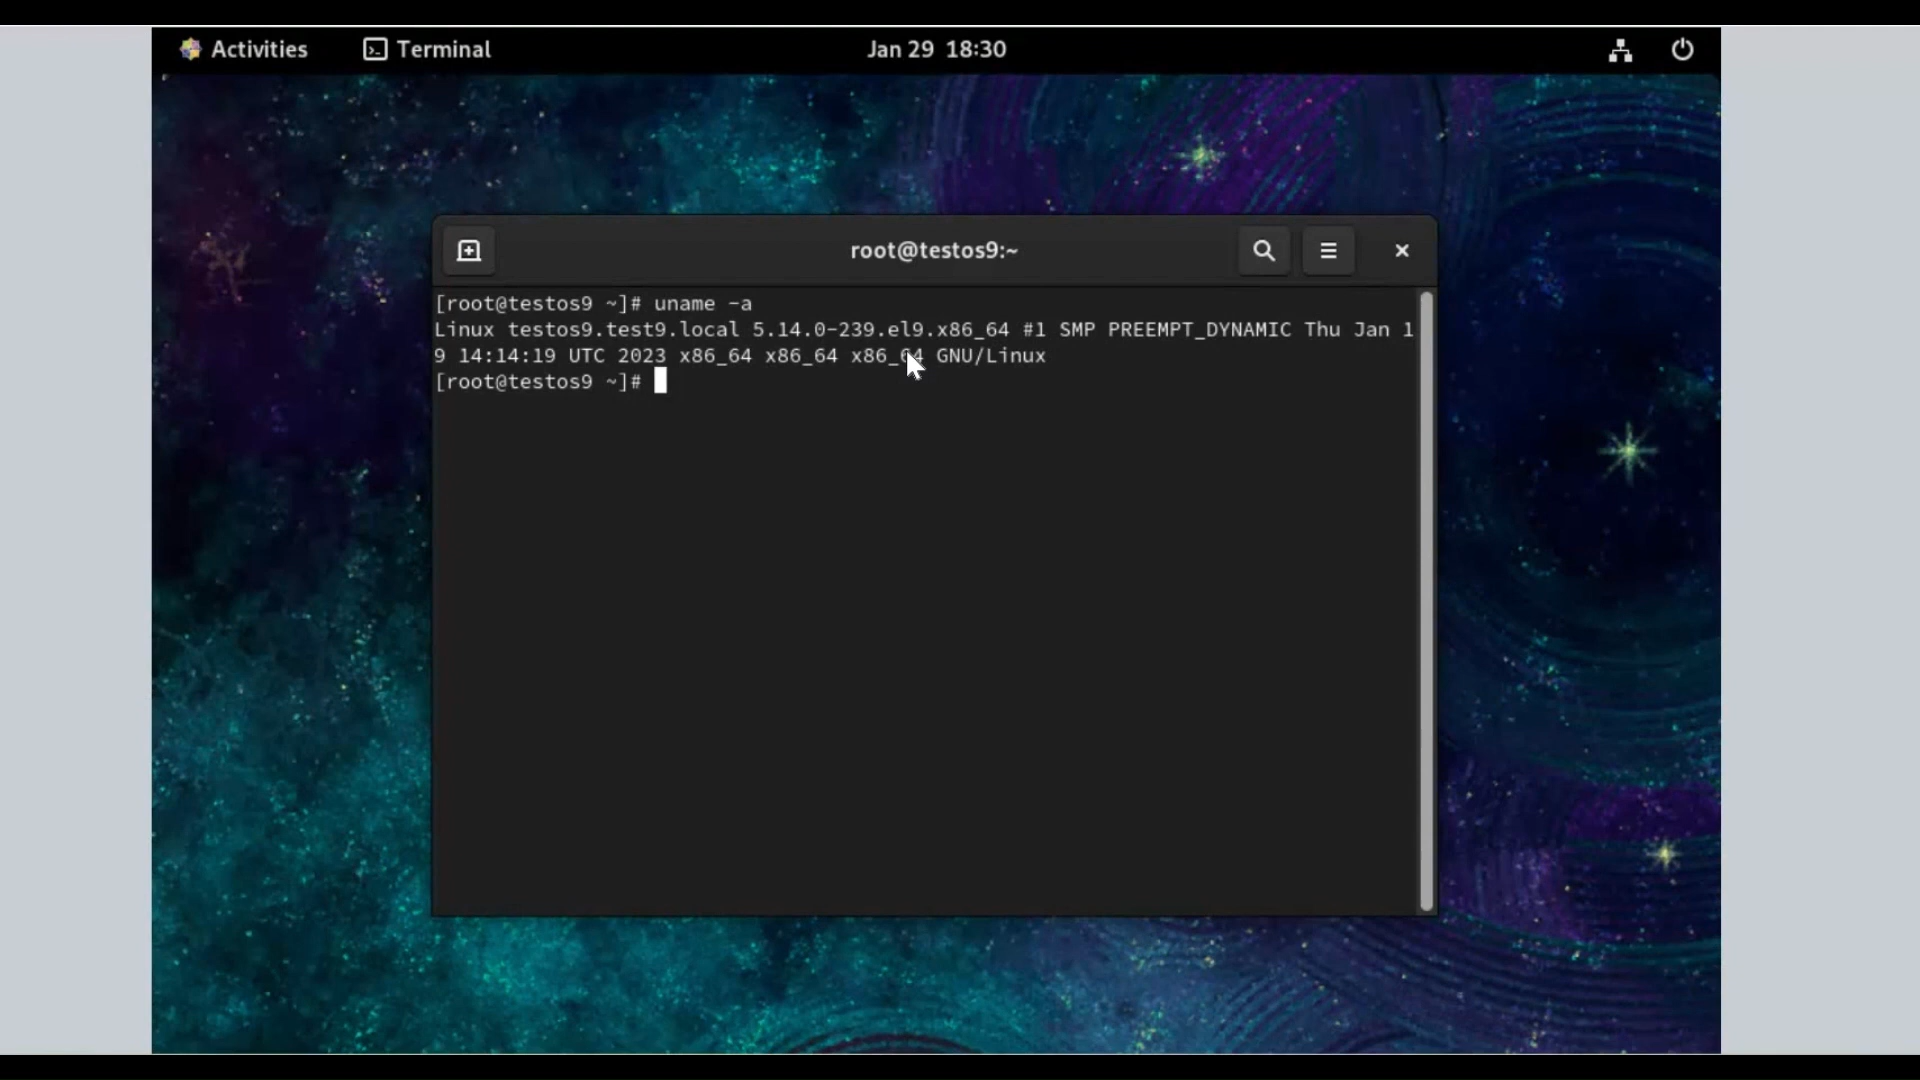 Activities Terminal Jan 29 18:30
root@testos9:~
[root@testos9 ~]# uname -a
Linux testos9.test9.local 5.14.0-239.el9.x86_64 #1 SMP PREEMPT_DYNAMIC Thu Jan 1
9 14:14:19 UTC 2023 x86_64 x86_64 x86_64 GNU/Linux
[root@testos9 ~]#